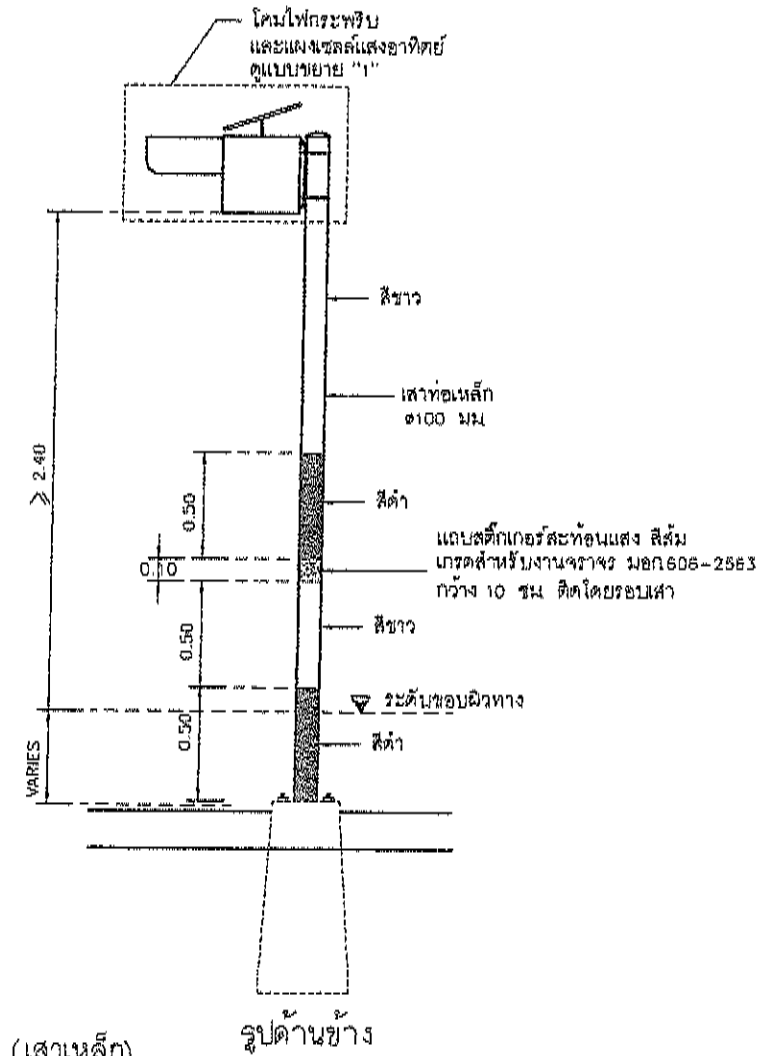 โคมไฟกระพริบ
และแผงเซลล์แสงอาทิตย์
ดูแบบขยาย "1"
สีขาว
เสาท่อเหล็ก
ø100 มม.
≥ 2.40
0.50
สีดำ
0.10
แถบสติ๊กเกอร์สะท้อนแสง สีส้ม
เกรดสำหรับงานจราจร มอก.606-2563
กว้าง 10 ซม. ติดโดยรอบเสา
0.50
สีขาว
ระดับขอบผิวทาง
0.50
สีดำ
VARIES
รูปด้านข้าง
(เสาเหล็ก)